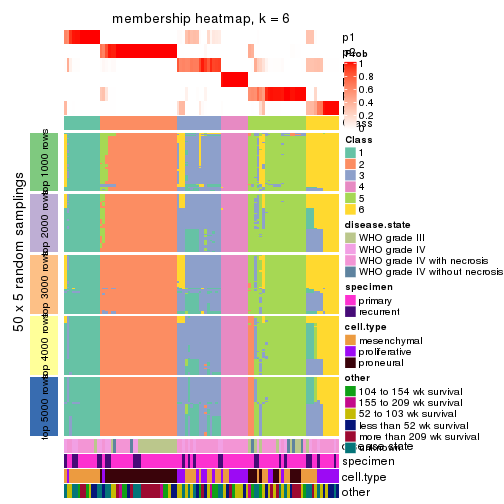 membership heatmap, k = 6
p1
p2
Prob
1
0.8
0.6
0.4
0.2
0
Class
Class
1
2
3
4
5
6
disease.state
WHO grade III
WHO grade IV
WHO grade IV with necrosis
WHO grade IV without necrosis
specimen
primary
recurrent
cell.type
mesenchymal
proliferative
proneural
other
104 to 154 wk survival
155 to 209 wk survival
52 to 103 wk survival
less than 52 wk survival
more than 209 wk survival
unknown
50 x 5 random samplings
top 1000 rows
top 2000 rows
top 3000 rows
top 4000 rows
top 5000 rows
disease.state
specimen
cell.type
other